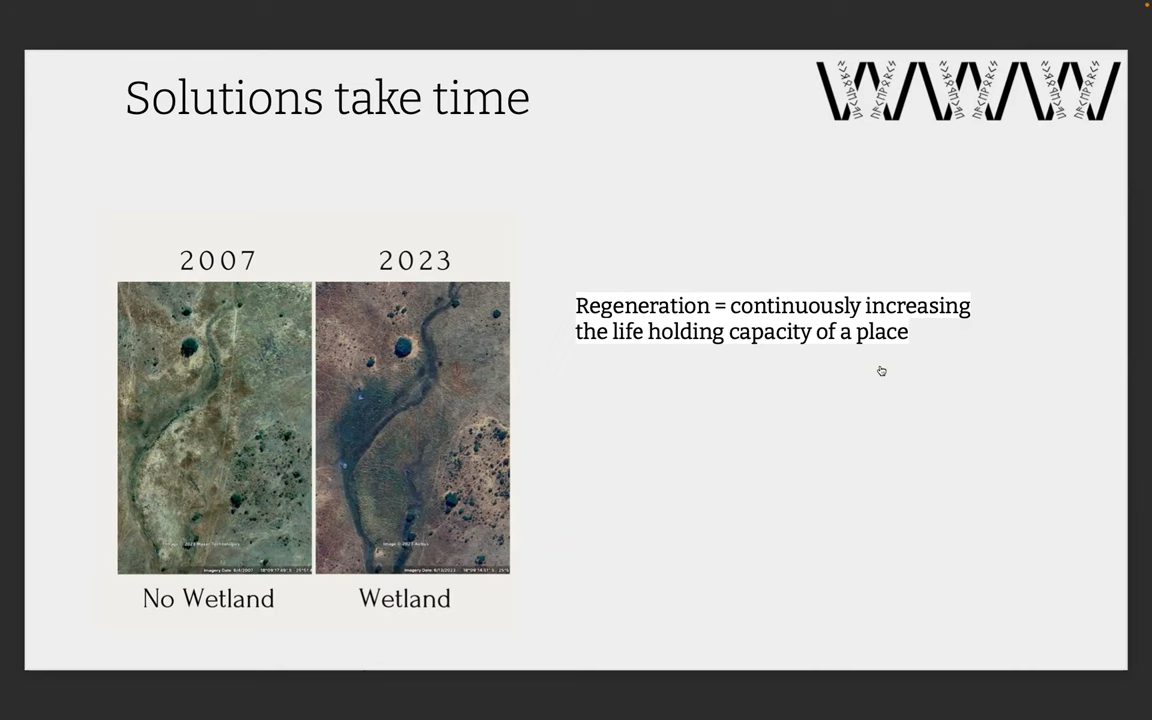 Solutions take time
2007
2023
Regeneration = continuously increasing
the life holding capacity of a place
No Wetland
Wetland